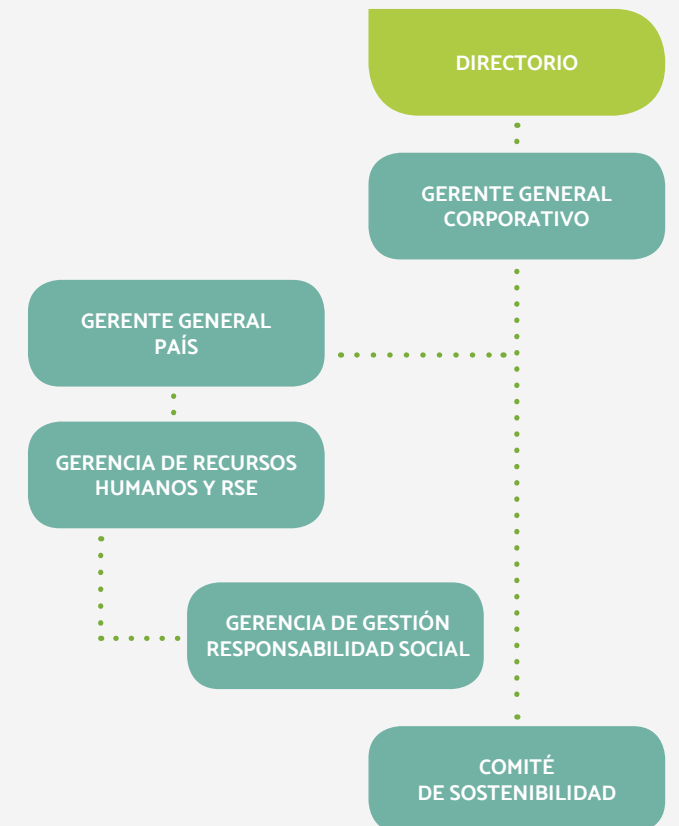 DIRECTORIO
GERENTE GENERAL
CORPORATIVO
GERENTE GENERAL
PAÍS
GERENCIA DE RECURSOS
HUMANOS Y RSE
GERENCIA DE GESTIÓN
RESPONSABILIDAD SOCIAL
COMITÉ
DE SOSTENIBILIDAD